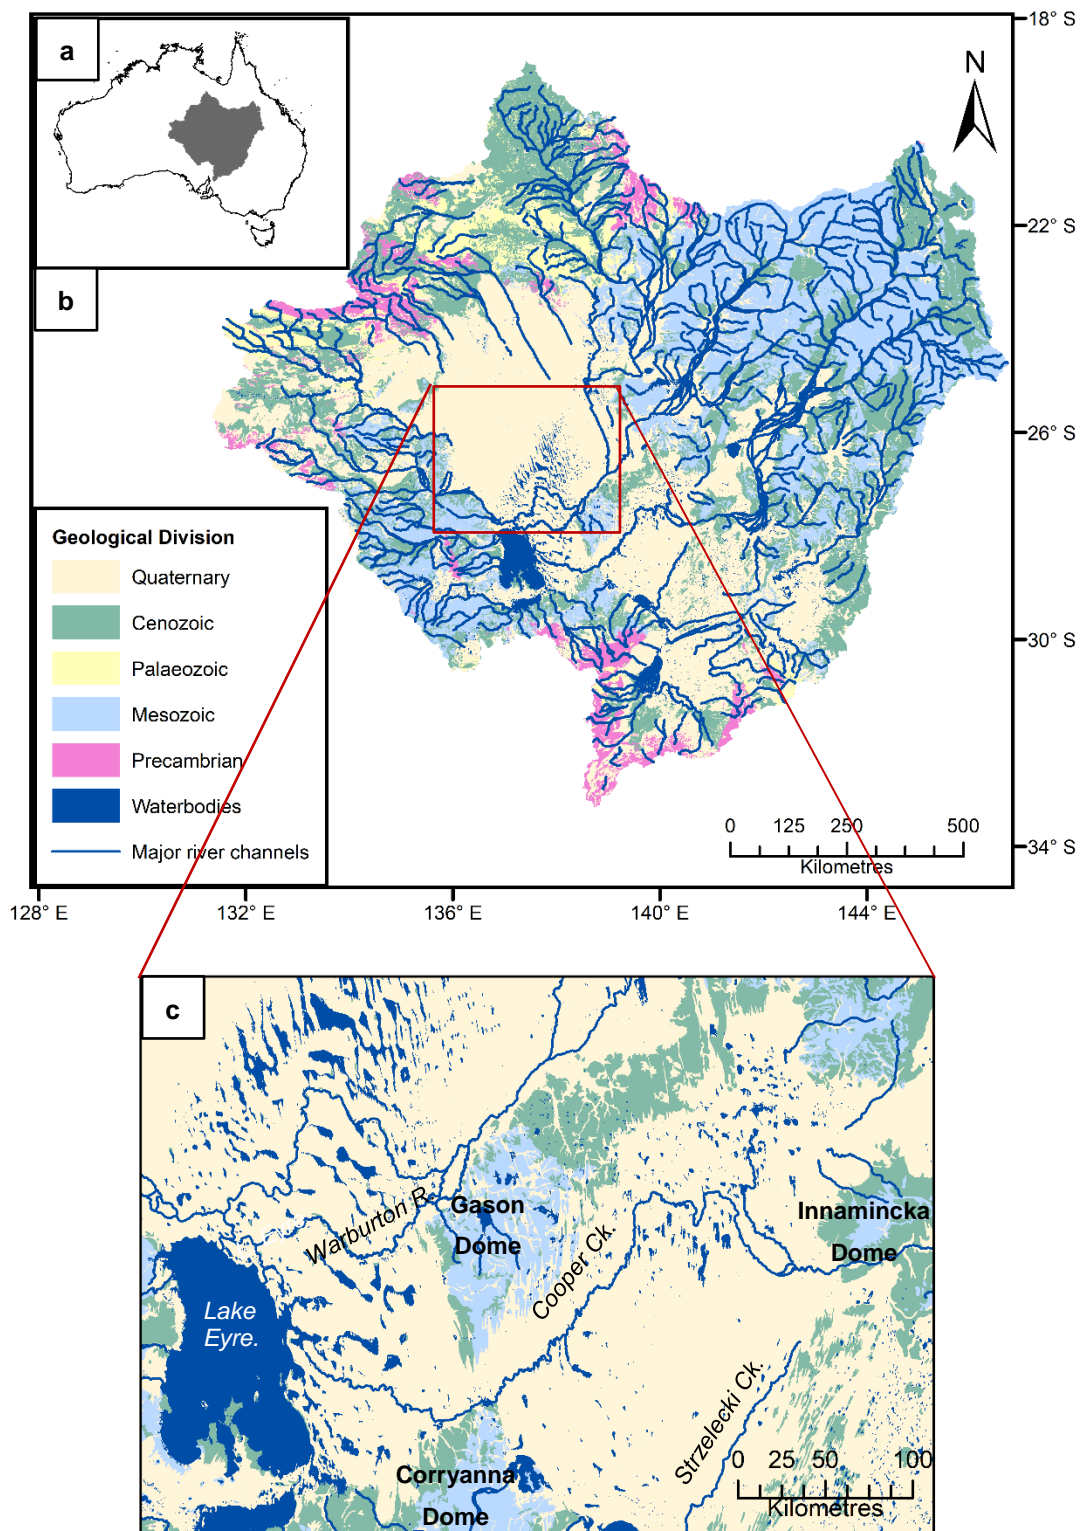 a
18° S
N
22° S
b
26° S
Geological Division
Quaternary
Cenozoic
Palaeozoic
Mesozoic
Precambrian
Waterbodies
Major river channels
30° S
0 125 250 500
Kilometres
34° S
128° E 132° E 136° E 140° E 144° E
c
Warburton R.
Gason
Dome
Cooper Ck.
Innamincka
Dome
Lake
Eyre.
Strzelecki Ck.
Corryanna
Dome
0 25 50 100
Kilometres